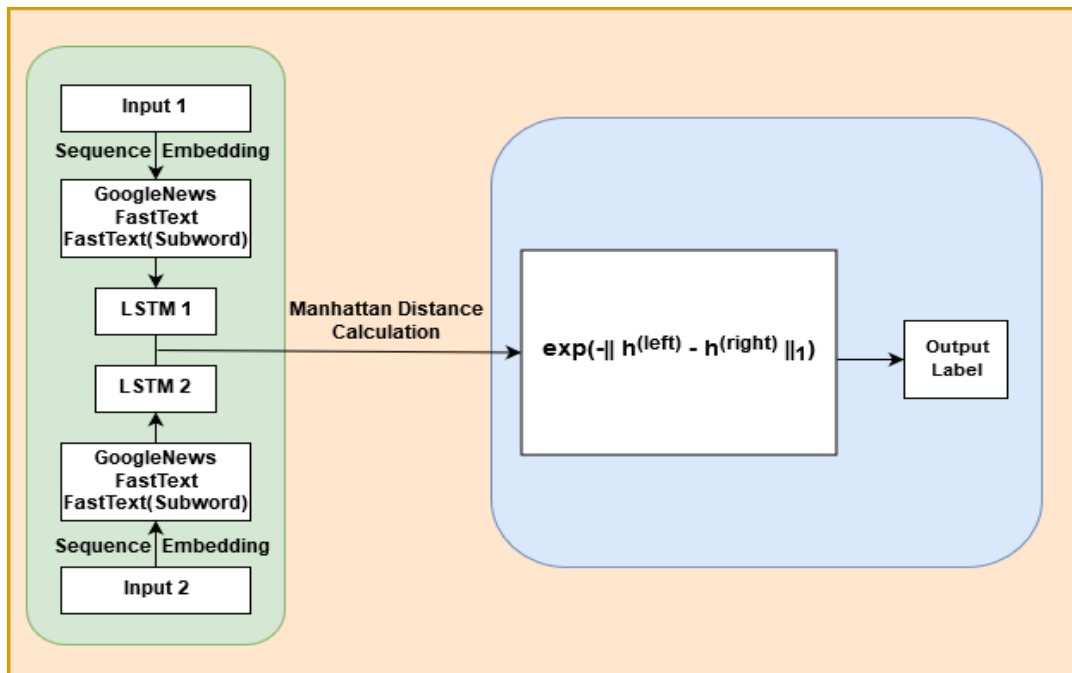 Input 1
Sequence Embedding
GoogleNews
FastText
FastText(Subword)
LSTM 1
LSTM 2
GoogleNews
FastText
FastText(Subword)
Sequence Embedding
Input 2
Manhattan Distance
Calculation
exp(-|| h(left) - h(right) ||1)
Output
Label